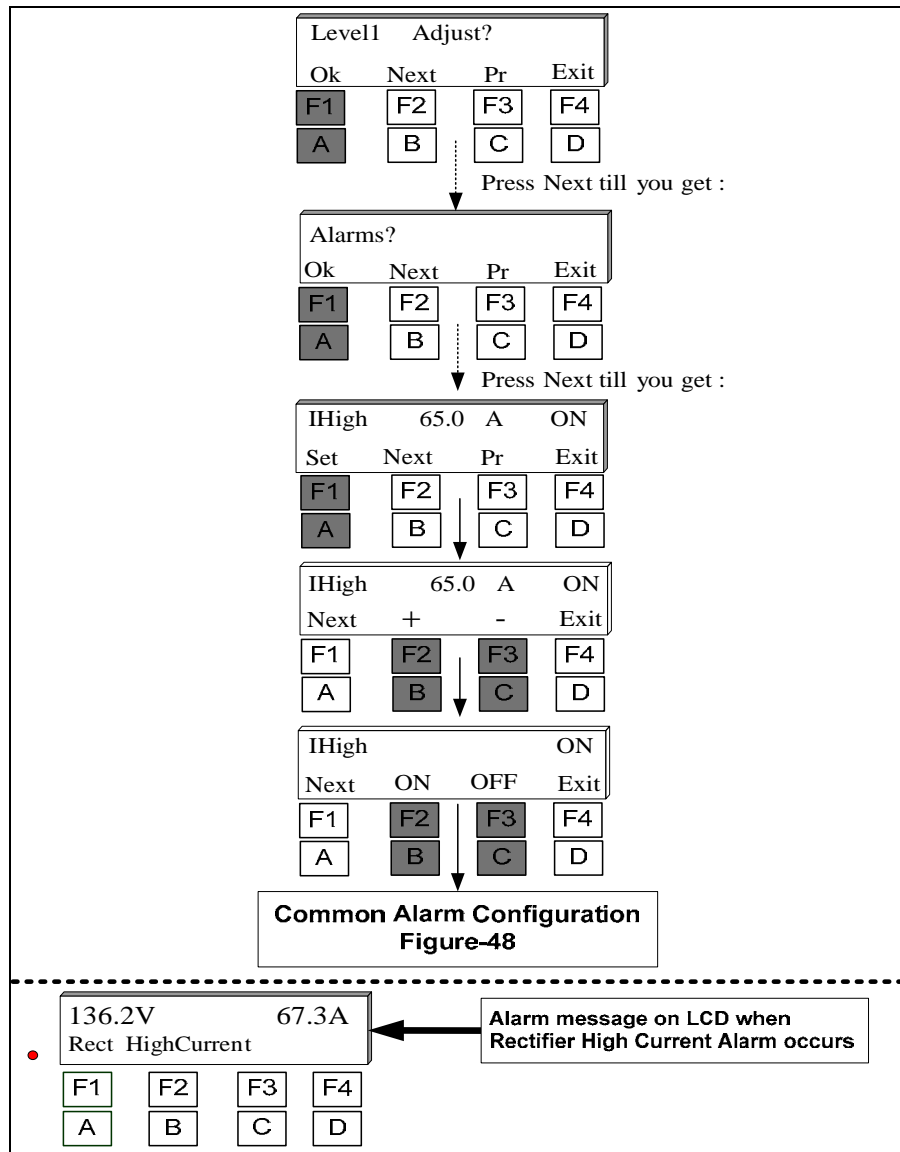 Level1 Adjust?
Ok Next Pr Exit
F1 F2 F3 F4
A B C D
Press Next till you get :
Alarms?
Ok Next Pr Exit
F1 F2 F3 F4
A B C D
Press Next till you get :
IHigh 65.0 A ON
Set Next Pr Exit
F1 F2 F3 F4
A B C D
IHigh 65.0 A ON
Next + - Exit
F1 F2 F3 F4
A B C D
IHigh ON
Next ON OFF Exit
F1 F2 F3 F4
A B C D
Common Alarm Configuration
Figure-48
136.2V 67.3A
Rect HighCurrent
Alarm message on LCD when
Rectifier High Current Alarm occurs
F1 F2 F3 F4
A B C D